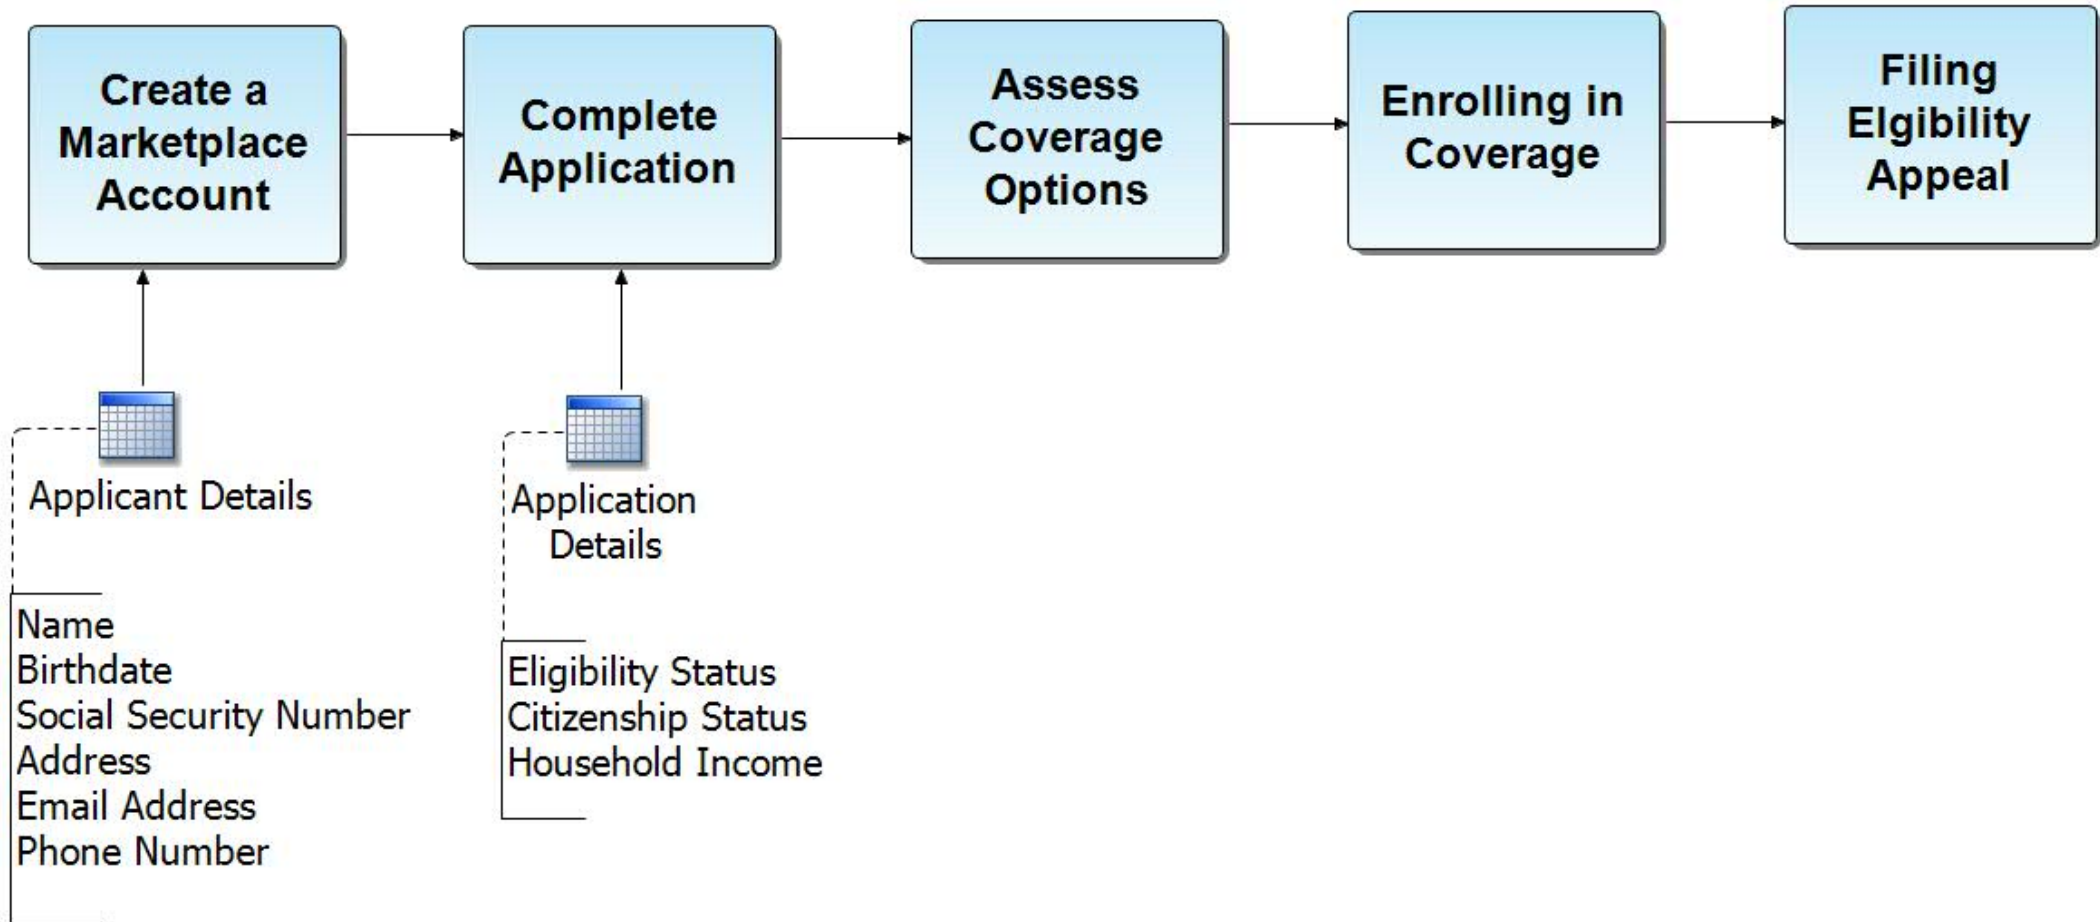 Create a
Marketplace
Account
Complete
Application
Assess
Coverage
Options
Enrolling in
Coverage
Filing
Elgibility
Appeal
Applicant Details
Application
Details
Name
Birthdate
Social Security Number
Address
Email Address
Phone Number
Eligibility Status
Citizenship Status
Household Income